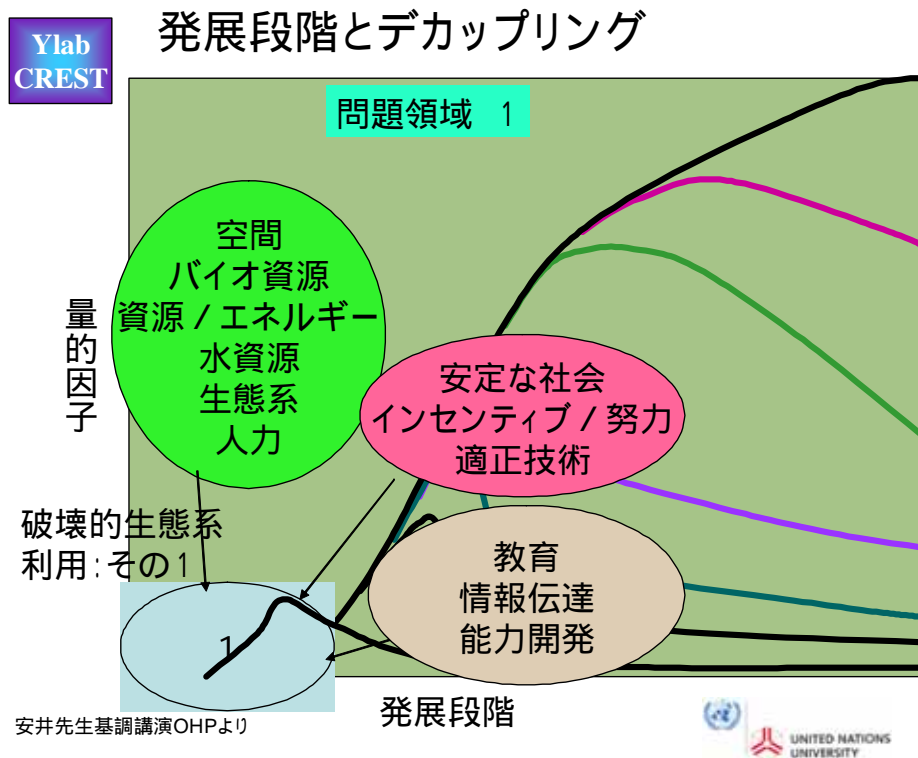 Ylab
CREST
発展段階とデカップリング
問題領域 1
空間
バイオ資源
資源/エネルギー
水資源
生態系
人力
量的因子
安定な社会
インセンティブ/努力
適正技術
破壊的生態系
利用:その1
教育
情報伝達
能力開発
1
発展段階
安井先生基調講演OHPより
UNITED NATIONS
UNIVERSITY